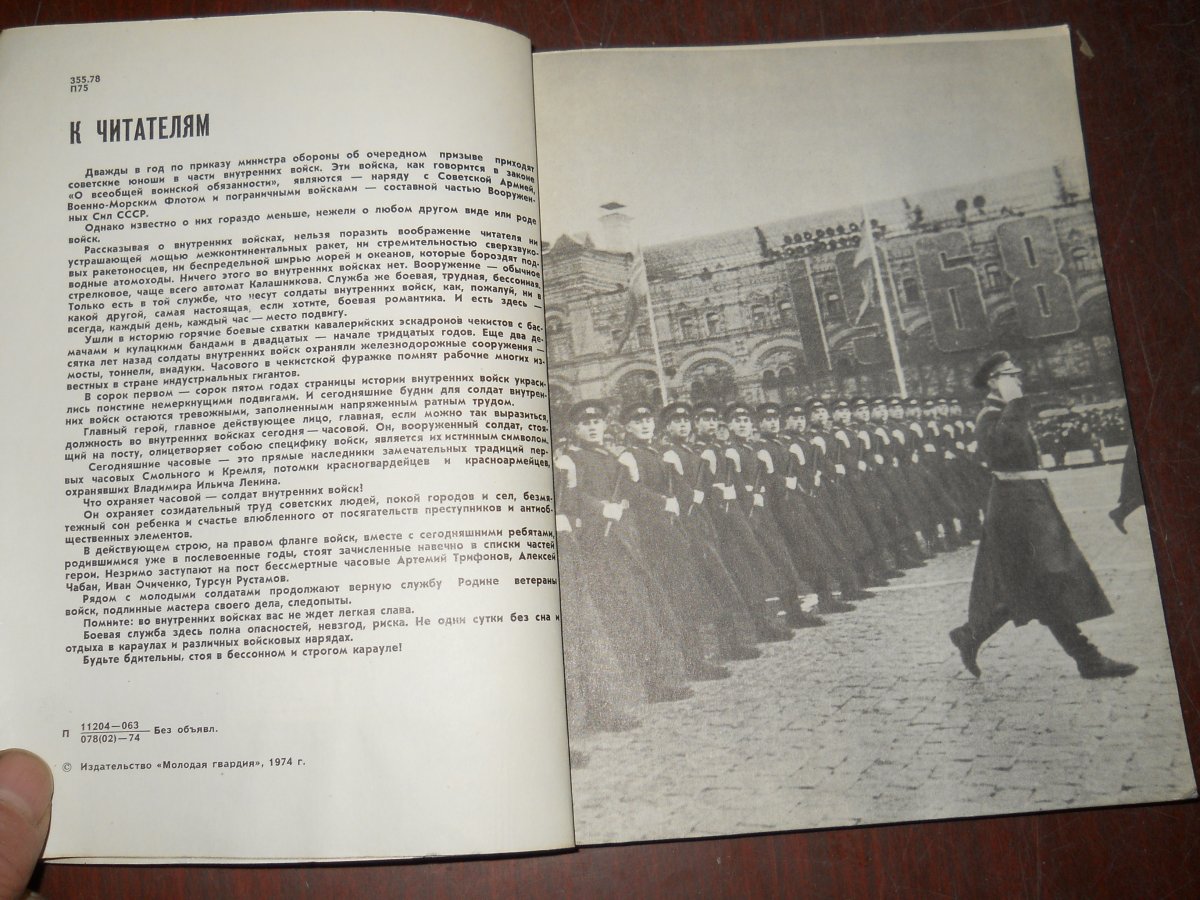 355.78
П75
К ЧИТАТЕЛЯМ
Дважды в год по приказу министра обороны об очередном призыве приходят
советские юноши в части внутренних войск. Эти войска, как говорится в законе
«О всеобщей воинской обязанности», являются — наряду с Советской Армией,
Военно-Морским Флотом и пограничными войсками — составной частью Вооружен-
ных Сил СССР.
Однако известно о них гораздо меньше, нежели о любом другом виде или роде
войск.
Рассказывая о внутренних войсках, нельзя поразить воображение читателя ни
устрашающей мощью межконтинентальных ракет, ни стремительностью сверхзвуко-
вых ракетоносцев, ни беспредельной ширью морей и океанов, которые бороздят под-
водные атомоходы. Ничего этого во внутренних войсках нет. Вооружение — обычное
стрелковое, чаще всего автомат Калашникова. Служба же боевая, трудная, бессонная.
Только есть в той службе, что несут солдаты внутренних войск, как, пожалуй, ни в
какой другой, самая настоящая, если хотите, боевая романтика. И есть здесь —
всегда, каждый день, каждый час — место подвигу.
Ушли в историю горячие боевые схватки кавалерийских эскадронов чекистов с бас-
мачами и кулацкими бандами в двадцатых — начале тридцатых годов. Еще два де-
сятка лет назад солдаты внутренних войск охраняли железнодорожные сооружения —
мосты, тоннели, виадуки. Часового в чекистской фуражке помнят рабочие многих из-
вестных в стране индустриальных гигантов.
В сорок первом — сорок пятом годах страницы истории внутренних войск украси-
лись поистине немеркнущими подвигами. И сегодняшние будни для солдат внутрен-
них войск остаются тревожными, заполненными напряженным ратным трудом.
Главный герой, главное действующее лицо, главная, если можно так выразиться,
должность во внутренних войсках сегодня — часовой. Он, вооруженный солдат, стоя-
щий на посту, олицетворяет собою специфику войск, является их истинным символом.
Сегодняшние часовые — это прямые наследники замечательных традиций пер-
вых часовых Смольного и Кремля, потомки красногвардейцев и красноармейцев,
охранявших Владимира Ильича Ленина.
Что охраняет часовой — солдат внутренних войск!
Он охраняет созидательный труд советских людей, покой городов и сел, безмя-
тежный сон ребенка и счастье влюбленного от посягательств преступников и антиоб-
щественных элементов.
В действующем строю, на правом фланге войск, вместе с сегодняшними ребятами,
родившимися уже в послевоенные годы, стоят зачисленные навечно в списки частей
герои. Незримо заступают на пост бессмертные часовые Артемий Трифонов, Алексей
Чабан, Иван Очиченко, Турсун Рустамов.
Рядом с молодыми солдатами продолжают верную службу Родине ветераны
войск, подлинные мастера своего дела, следопыты.
Помните: во внутренних войсках вас не ждет легкая слава.
Боевая служба здесь полна опасностей, невзгод, риска. Не одни сутки без сна и
отдыха в караулах и различных войсковых нарядах.
Будьте бдительны, стоя в бессонном и строгом карауле!
П 11204—063
078(02)—74 Без объявл.
© Издательство «Молодая гвардия», 1974 г.